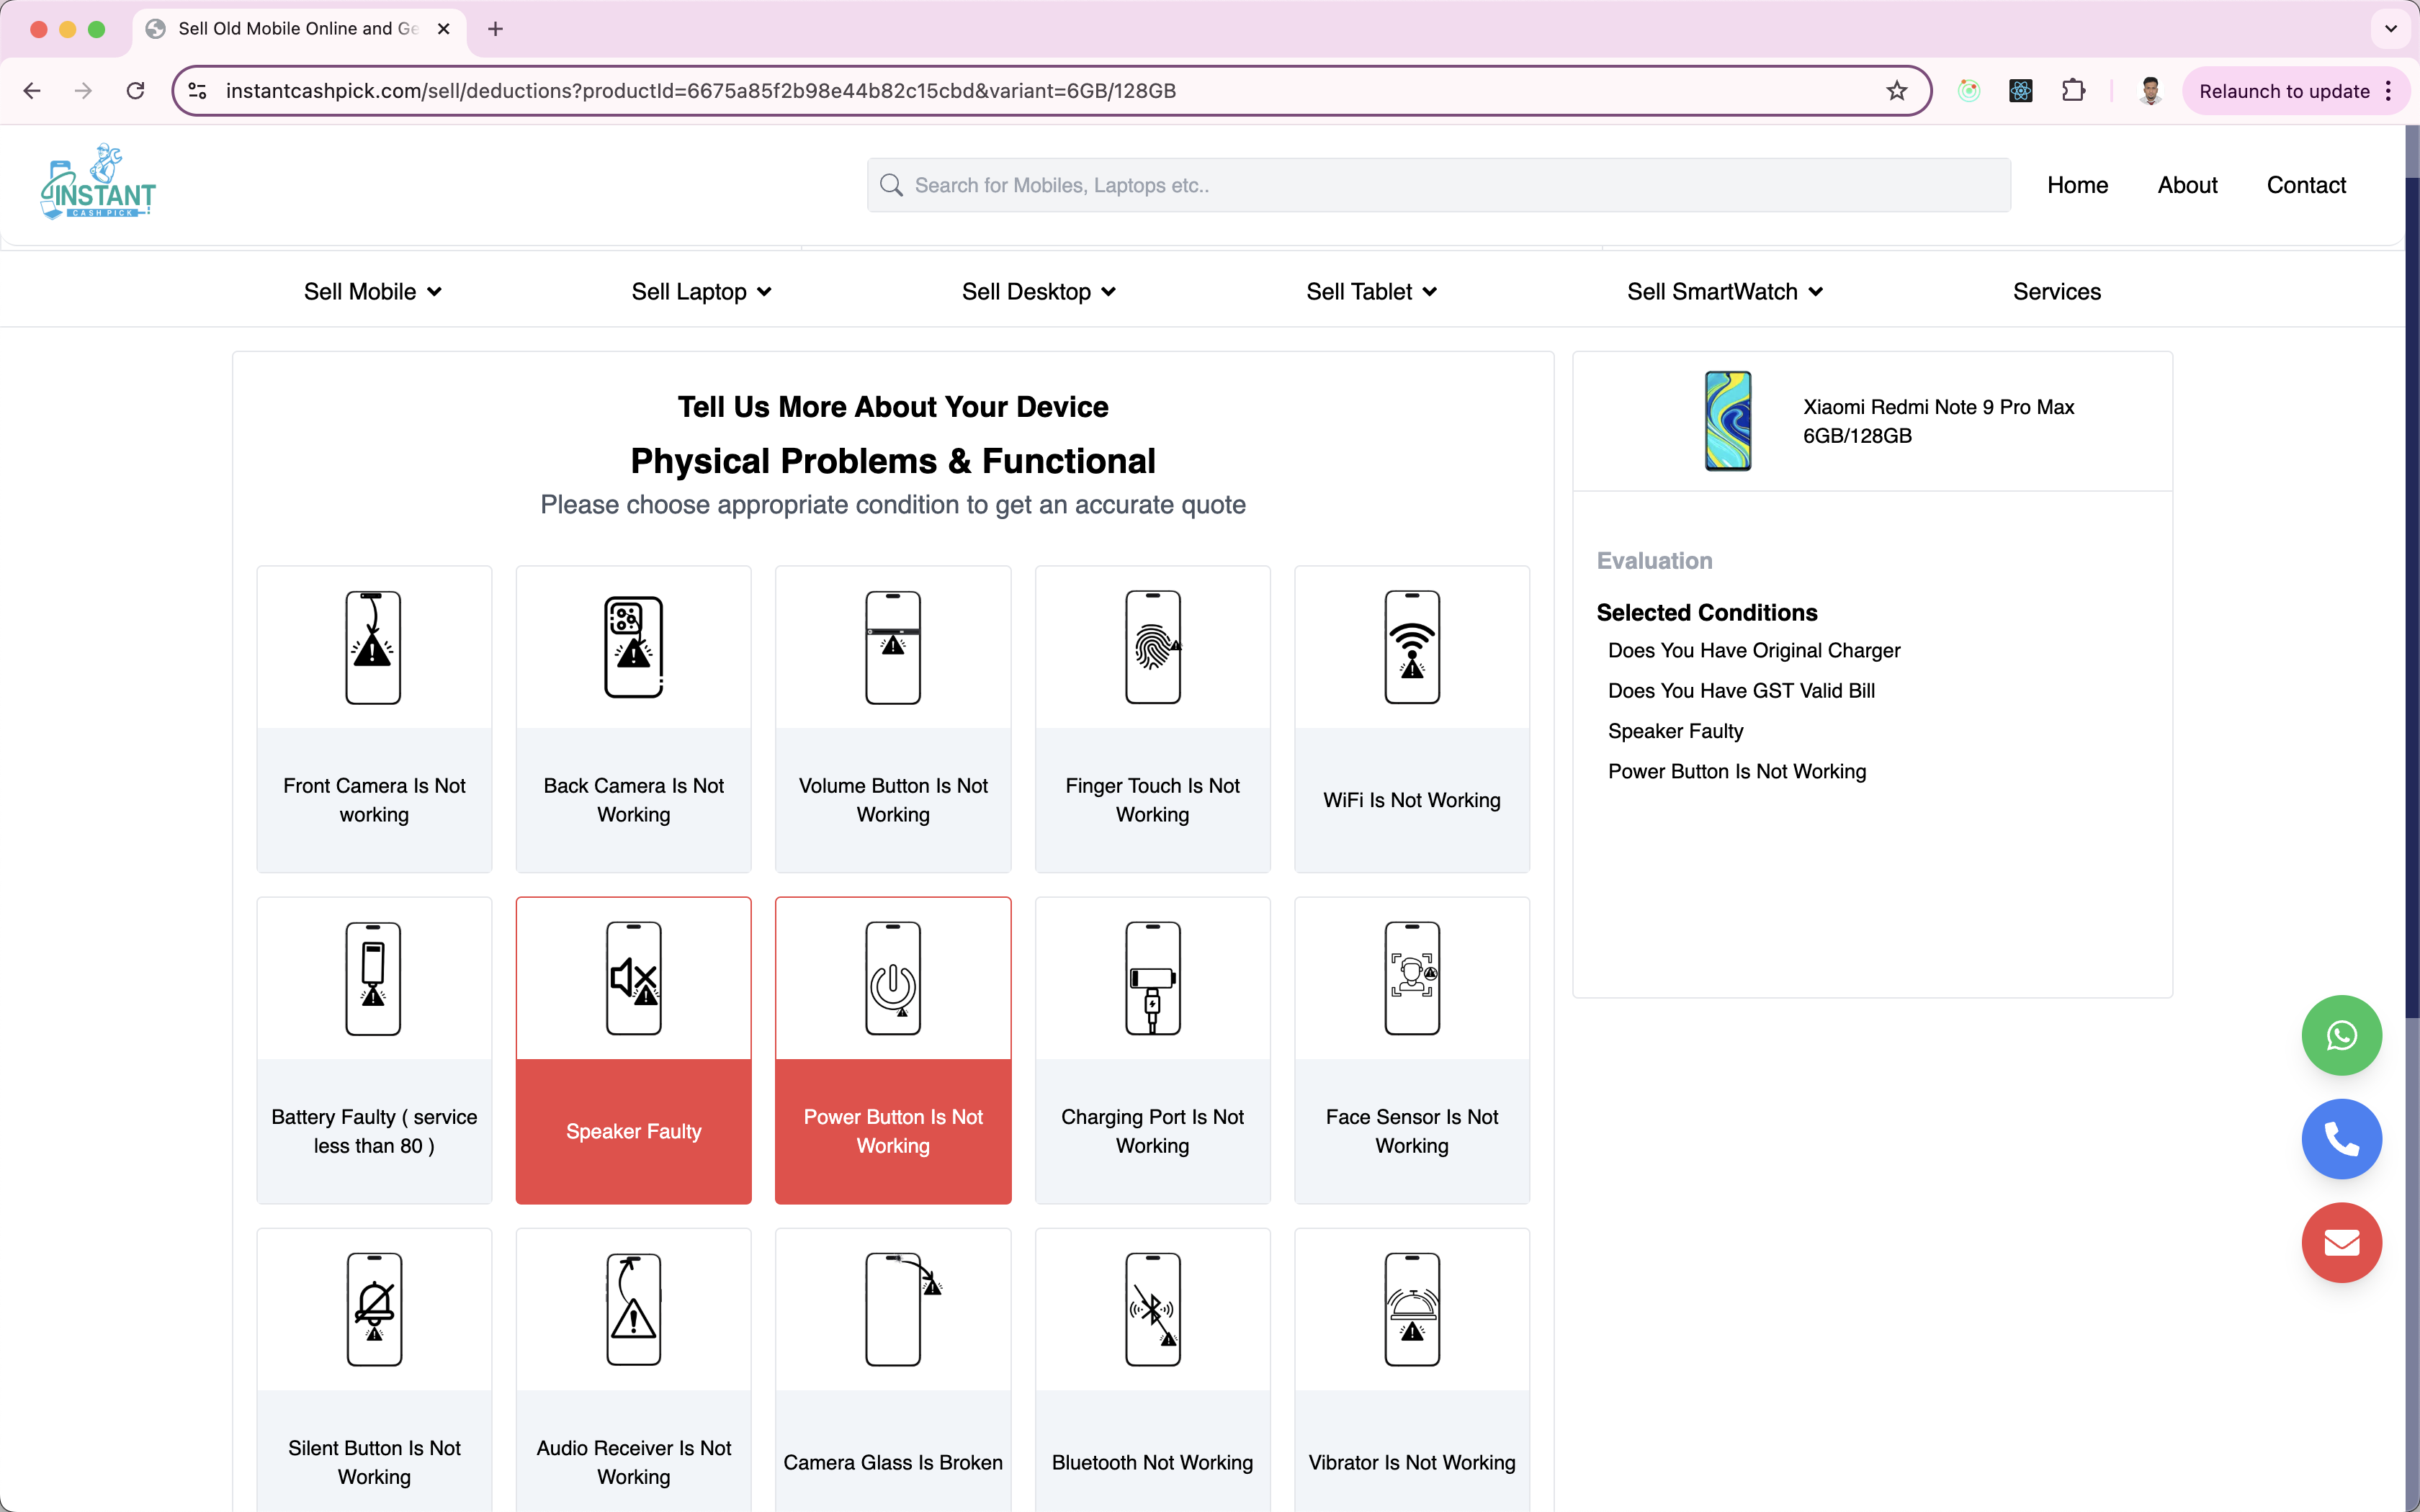 Sell Old Mobile Online and Ge
instantcashpick.com/sell/deductions?productId=6675a85f2b98e44b82c15cbd&variant=6GB/128GB
Relaunch to update
INSTANT
CASH PICK
Search for Mobiles, Laptops etc..
Home
About
Contact
Sell Mobile
Sell Laptop
Sell Desktop
Sell Tablet
Sell SmartWatch
Services
Tell Us More About Your Device
Physical Problems & Functional
Please choose appropriate condition to get an accurate quote
Front Camera Is Not
working
Back Camera Is Not
Working
Volume Button Is Not
Working
Finger Touch Is Not
Working
WiFi Is Not Working
Battery Faulty ( service
less than 80 )
Speaker Faulty
Power Button Is Not
Working
Charging Port Is Not
Working
Face Sensor Is Not
Working
Silent Button Is Not
Working
Audio Receiver Is Not
Working
Camera Glass Is Broken
Bluetooth Not Working
Vibrator Is Not Working
Xiaomi Redmi Note 9 Pro Max
6GB/128GB
Evaluation
Selected Conditions
Does You Have Original Charger
Does You Have GST Valid Bill
Speaker Faulty
Power Button Is Not Working